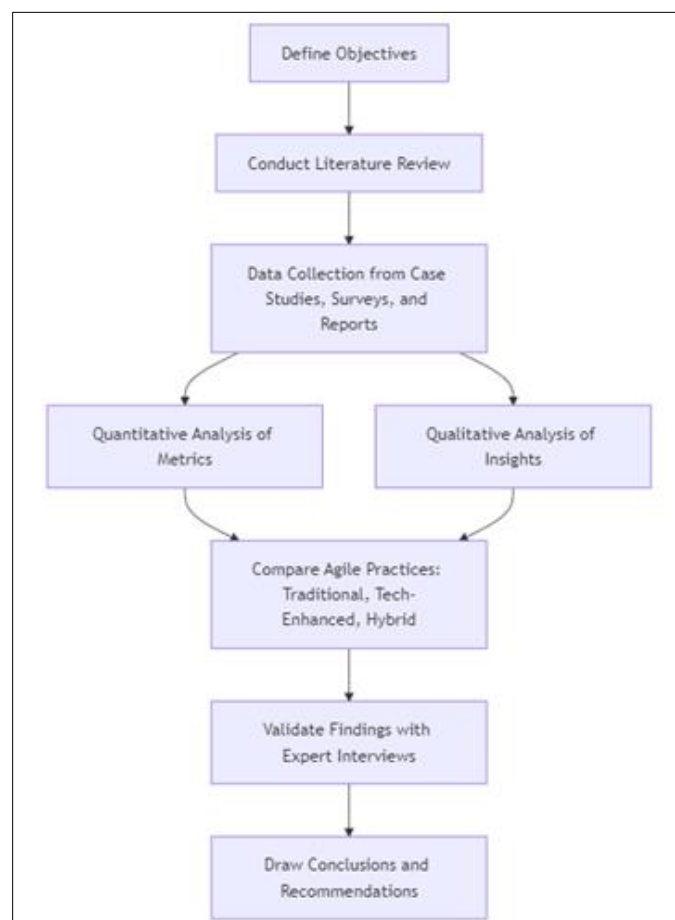 Define Objectives
Conduct Literature Review
Data Collection from Case
Studies, Surveys, and
Reports
Quantitative Analysis of
Metrics
Qualitative Analysis of
Insights
Compare Agile Practices:
Traditional, Tech-
Enhanced, Hybrid
Validate Findings with
Expert Interviews
Draw Conclusions and
Recommendations